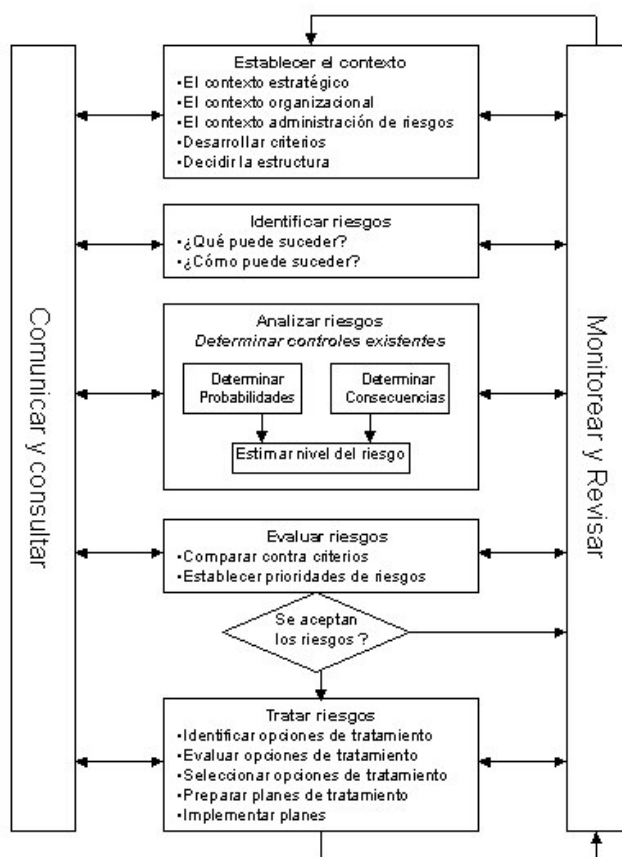 Establecer el contexto
•El contexto estratégico
•El contexto organizacional
•El contexto administración de riesgos
•Desarrollar criterios
•Decidir la estructura
Identificar riesgos
•¿Qué puede suceder?
•¿Cómo puede suceder?
Analizar riesgos
Determinar controles existentes
Determinar
Probabilidades
Determinar
Consecuencias
Estimar nivel del riesgo
Evaluar riesgos
•Comparar contra criterios
•Establecer prioridades de riesgos
Se aceptan
los riesgos ?
Tratar riesgos
•Identificar opciones de tratamiento
•Evaluar opciones de tratamiento
•Seleccionar opciones de tratamiento
•Preparar planes de tratamiento
•Implementar planes
Comunicar y consultar
Monitorear y Revisar